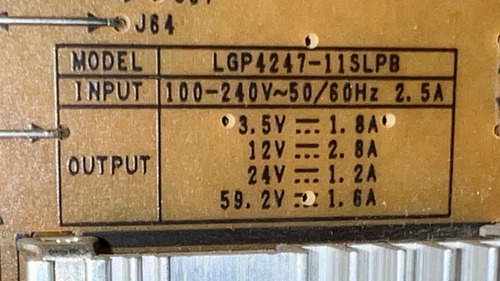 J64
MODEL LGP4247-11SLPB
INPUT 100-240V~50/60Hz 2.5A
OUTPUT
3.5V ⎓ 1.8A
12V ⎓ 2.8A
24V ⎓ 1.2A
59.2V ⎓ 1.6A